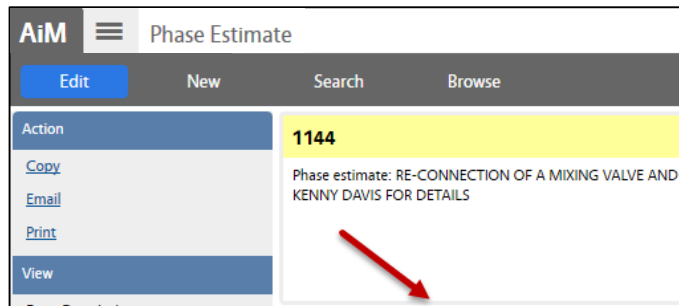 AiM Phase Estimate
Edit New Search Browse
Action
Copy
Email
Print
View
1144
Phase estimate: RE-CONNECTION OF A MIXING VALVE AND
KENNY DAVIS FOR DETAILS